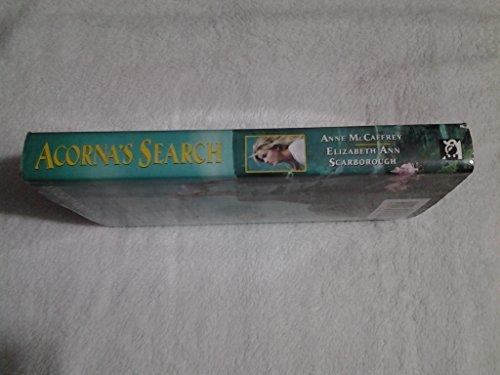 ACORNA'S SEARCH
ANNE MCCAFFREY
ELIZABETH ANN
SCARBOROUGH